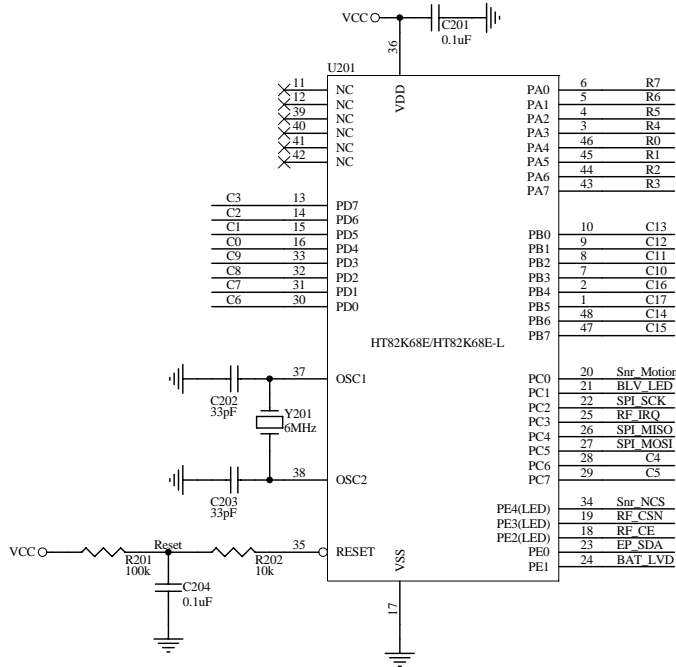 VCC
C201
0.1uF
36
U201
VDD
11 NC
12 NC
39 NC
40 NC
41 NC
42 NC
C3 13 PD7
C2 14 PD6
C1 15 PD5
C0 16 PD4
C9 33 PD3
C8 32 PD2
C7 31 PD1
C6 30 PD0
PA0 6 R7
PA1 5 R6
PA2 4 R5
PA3 3 R4
PA4 46 R0
PA5 45 R1
PA6 44 R2
PA7 43 R3
PB0 10 C13
PB1 9 C12
PB2 8 C11
PB3 7 C10
PB4 2 C16
PB5 1 C17
PB6 48 C14
PB7 47 C15
HT82K68E/HT82K68E-L
37 OSC1
C202
33pF
Y201
6MHz
38 OSC2
C203
33pF
PC0 20 Snr_Motion
PC1 21 BLV_LED
PC2 22 SPI_SCK
PC3 25 RF_IRQ
PC4 26 SPI_MISO
PC5 27 SPI_MOSI
PC6 28 C4
PC7 29 C5
PE4(LED) 34 Snr_NCS
PE3(LED) 19 RF_CSN
PE2(LED) 18 RF_CE
PE0 23 EP_SDA
PE1 24 BAT_LVD
VCC
R201
100k
Reset
R202
10k
35 RESET
C204
0.1uF
VSS
17